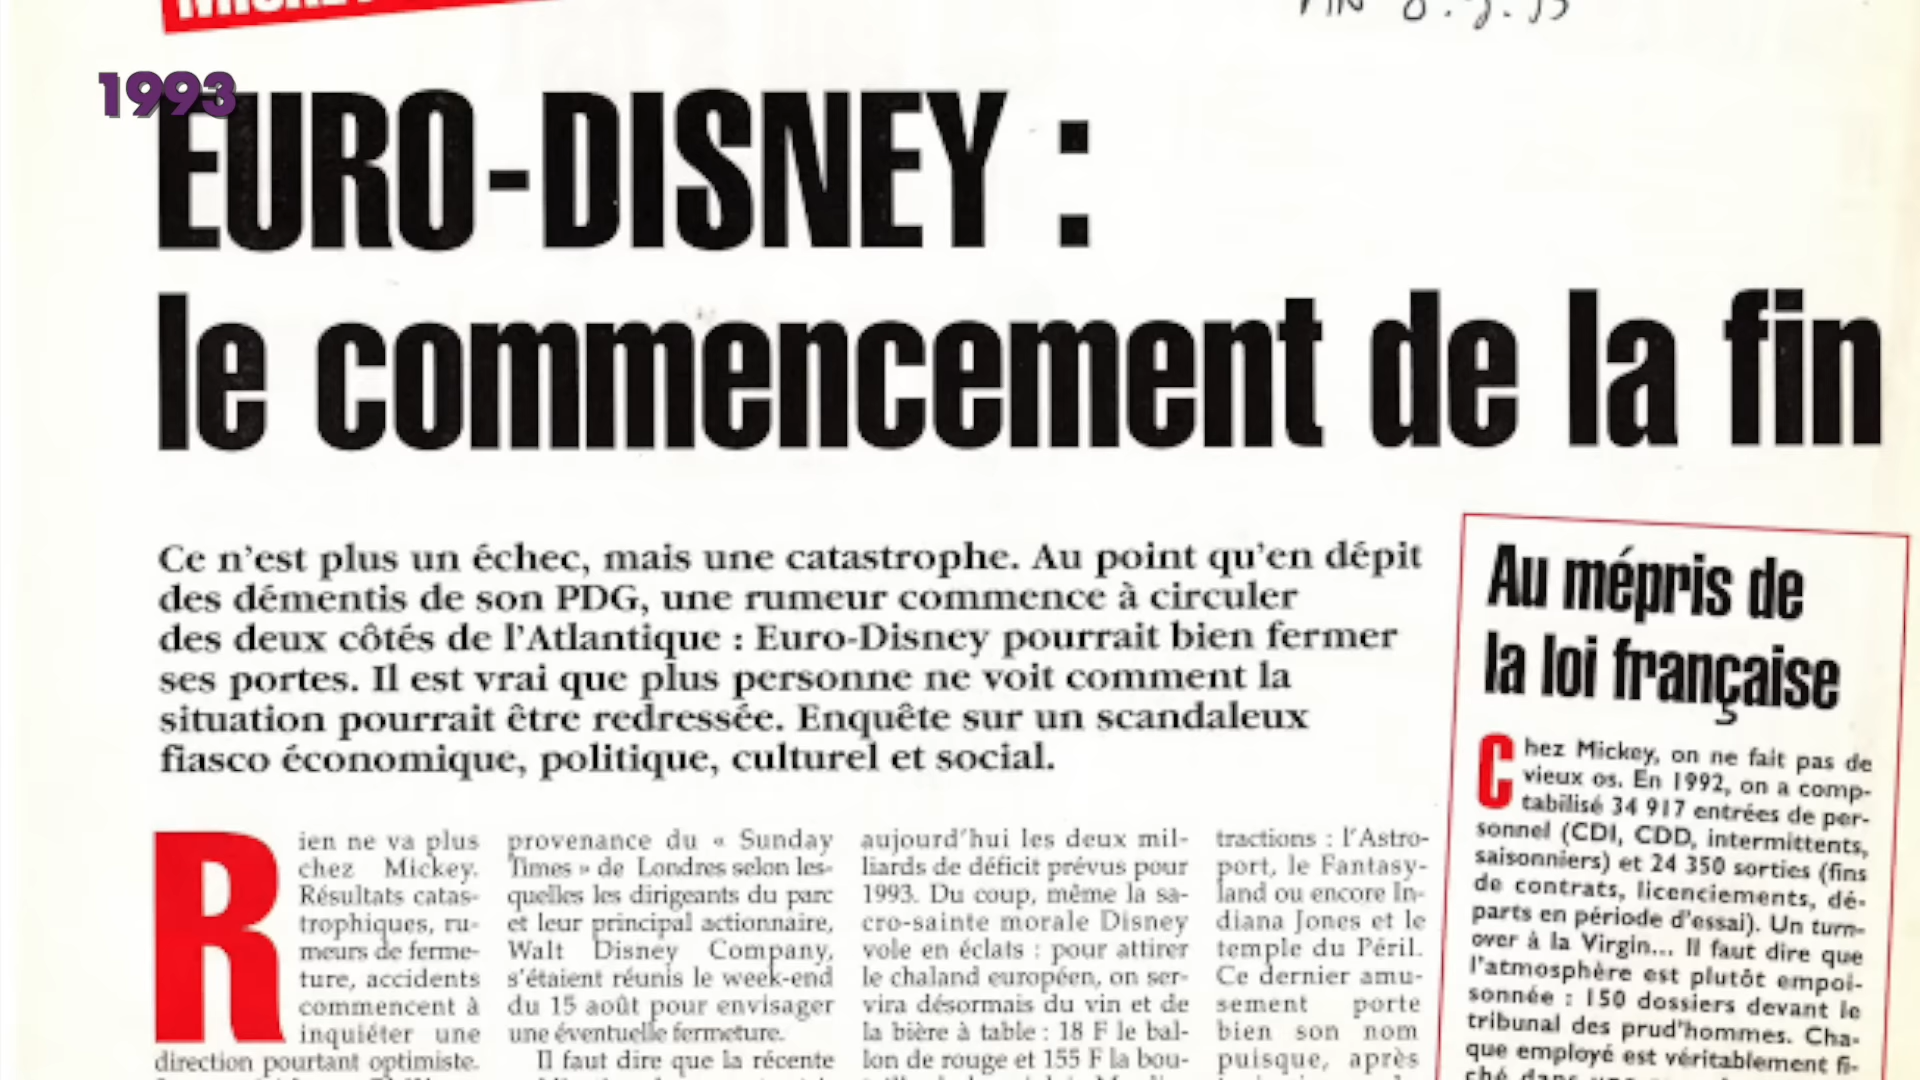 1993
EURO-DISNEY :
le commencement de la fin
Ce n'est plus un échec, mais une catastrophe. Au point qu'en dépit
des démentis de son PDG, une rumeur commence à circuler
des deux côtés de l'Atlantique : Euro-Disney pourrait bien fermer
ses portes. Il est vrai que plus personne ne voit comment la
situation pourrait être redressée. Enquête sur un scandaleux
fiasco économique, politique, culturel et social.
Rien ne va plus
chez Mickey.
Résultats catas-
trophiques, ru-
meurs de ferme-
ture, accidents
commencent à
inquiéter une
direction pourtant optimiste.
provenance du « Sunday
Times » de Londres selon les-
quelles les dirigeants du parc
et leur principal actionnaire,
Walt Disney Company,
s'étaient réunis le week-end
du 15 août pour envisager
une éventuelle fermeture.
Il faut dire que la récente
aujourd'hui les deux mil-
liards de déficit prévus pour
1993. Du coup, même la sa-
cro-sainte morale Disney
vole en éclats : pour attirer
le chaland européen, on ser-
vira désormais du vin et de
la bière à table : 18 F le bal-
lon de rouge et 155 F la bou-
tractions : l'Astro-
port, le Fantasy-
land ou encore In-
diana Jones et le
temple du Péril.
Ce dernier amu-
sement porte
bien son nom
puisque, après
Au mépris de
la loi française
Chez Mickey, on ne fait pas de
vieux os. En 1992, on a comp-
tabilisé 34 917 entrées de per-
sonnel (CDI, CDD, intermittents,
saisonniers) et 24 350 sorties (fins
de contrats, licenciements, dé-
parts en période d'essai). Un turn-
over à la Virgin... Il faut dire que
l'atmosphère est plutôt empoi-
sonnée : 150 dossiers devant le
tribunal des prud'hommes. Cha-
que employé est véritablement fi-